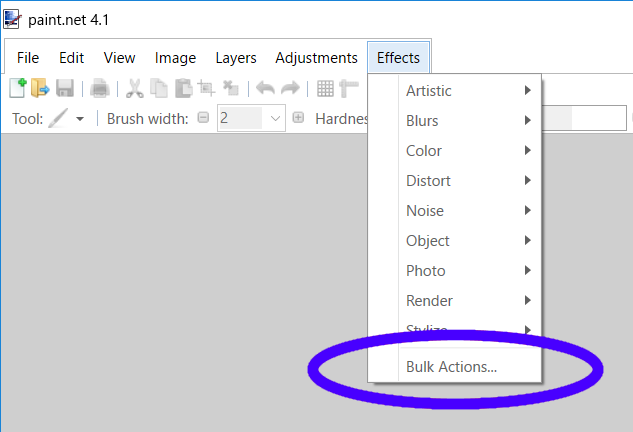 paint.net 4.1
File Edit View Image Layers Adjustments Effects
Tool: Brush width: 2 Hardne
Artistic
Blurs
Color
Distort
Noise
Object
Photo
Render
Stylize
Bulk Actions...